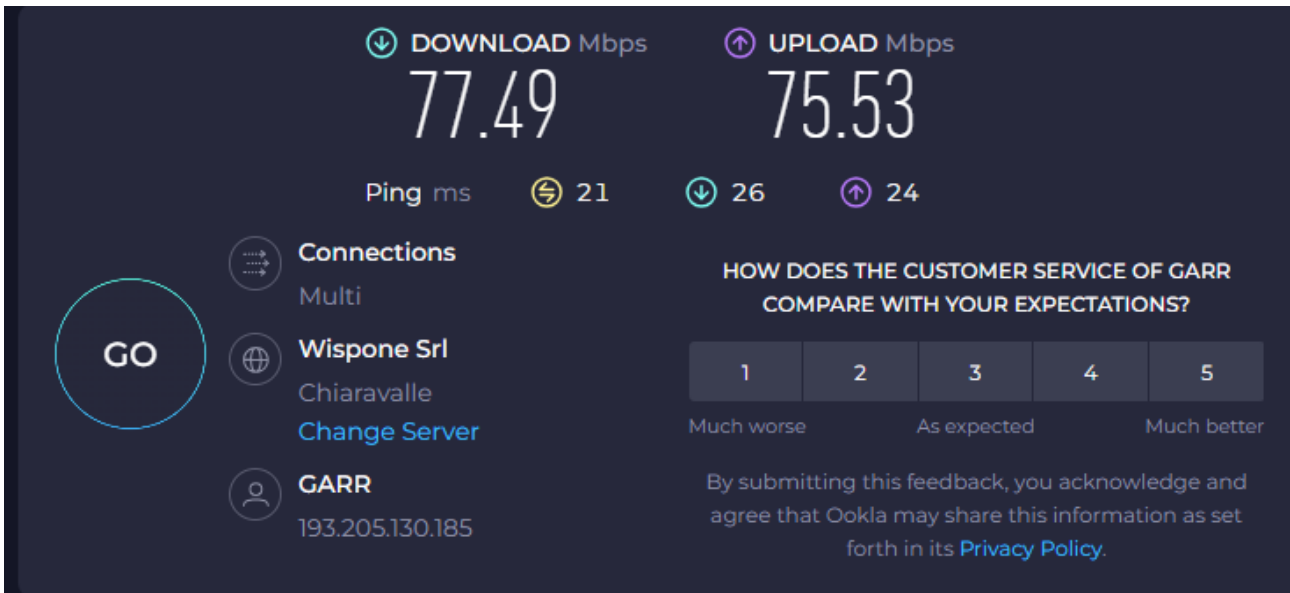 DOWNLOAD Mbps
UPLOAD Mbps
77.49
75.53
Ping ms 21 26 24
Connections
Multi
Wispone Srl
Chiaravalle
Change Server
GARR
193.205.130.185
GO
HOW DOES THE CUSTOMER SERVICE OF GARR
COMPARE WITH YOUR EXPECTATIONS?
1 2 3 4 5
Much worse As expected Much better
By submitting this feedback, you acknowledge and
agree that Ookla may share this information as set
forth in its Privacy Policy.